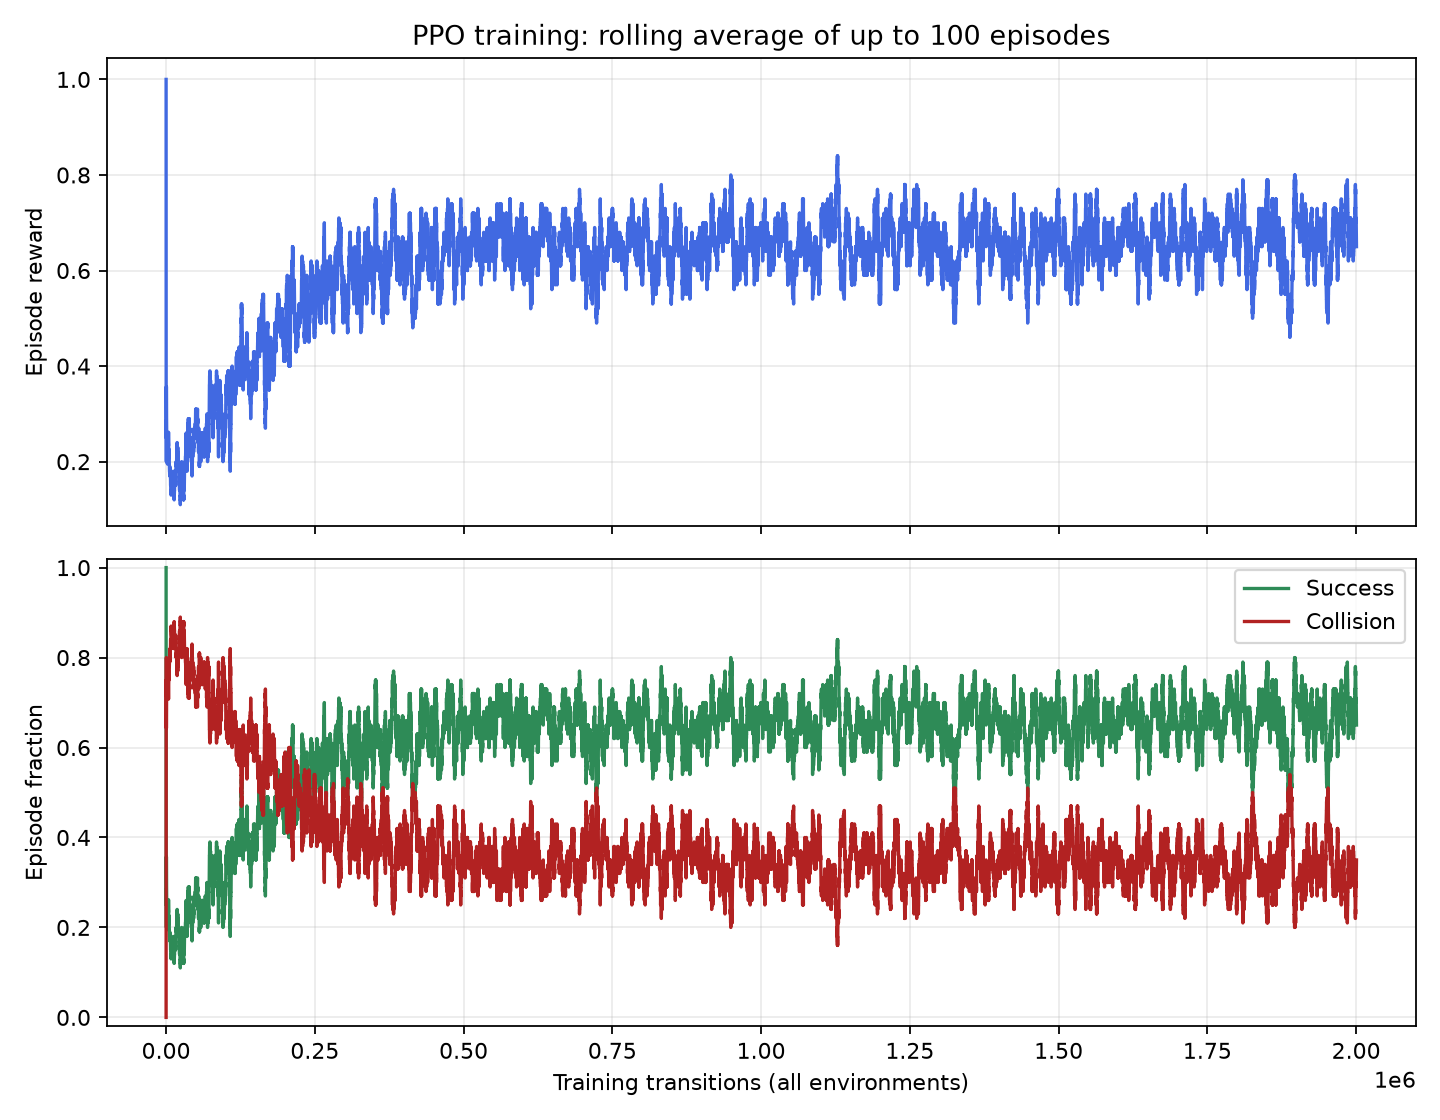 PPO training: rolling average of up to 100 episodes
1.0
0.8
0.6
0.4
0.2
Episode reward
1.0
0.8
0.6
0.4
0.2
0.0
Episode fraction
Success
Collision
0.00 0.25 0.50 0.75 1.00 1.25 1.50 1.75 2.00
1e6
Training transitions (all environments)